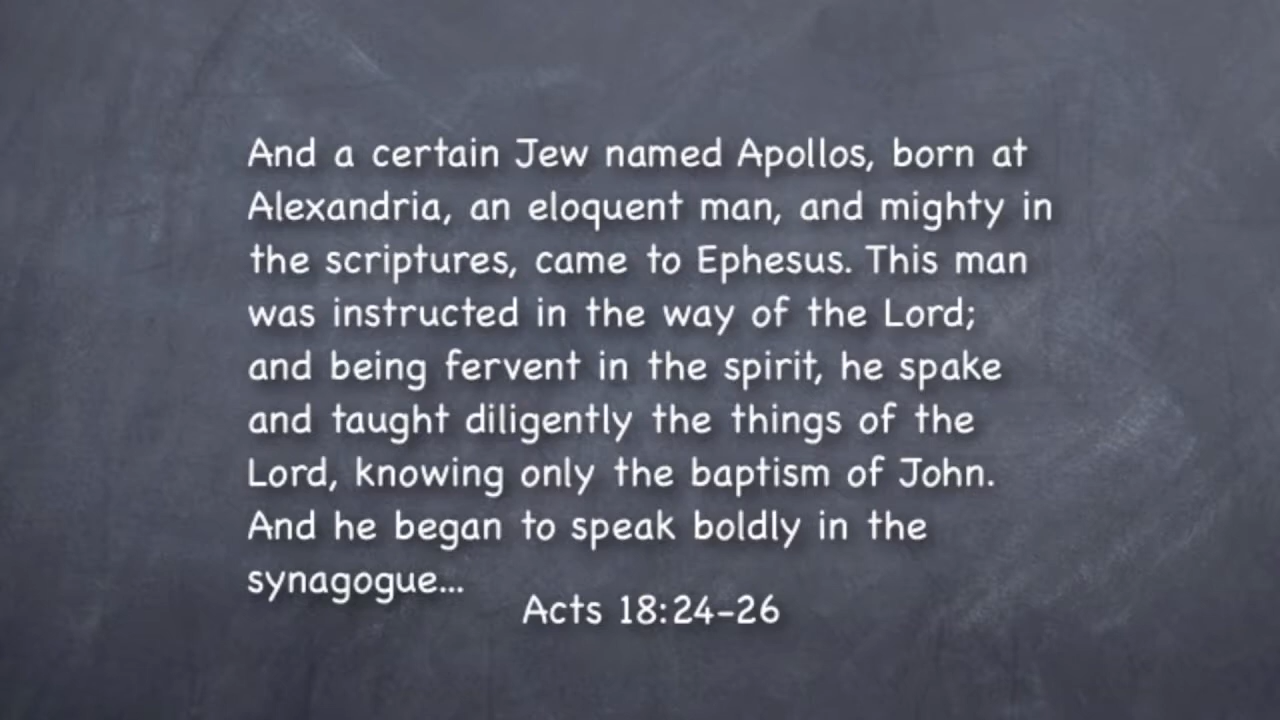 And a certain Jew named Apollos, born at
Alexandria, an eloquent man, and mighty in
the scriptures, came to Ephesus. This man
was instructed in the way of the Lord;
and being fervent in the spirit, he spake
and taught diligently the things of the
Lord, knowing only the baptism of John.
And he began to speak boldly in the
synagogue...
Acts 18:24-26